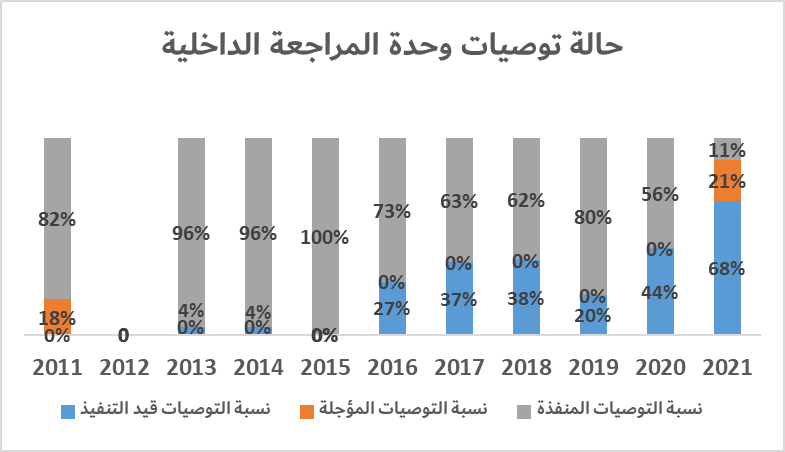 حالة توصيات وحدة المراجعة الداخلية
82% 96% 96% 100% 73% 63% 62% 80% 56% 11%
18% 4% 4% 0% 0% 0% 0% 0% 21%
0% 0 0% 0% 0% 27% 37% 38% 20% 44% 68%
2011 2012 2013 2014 2015 2016 2017 2018 2019 2020 2021
نسبة التوصيات قيد التنفيذ نسبة التوصيات المؤجلة نسبة التوصيات المنفذة